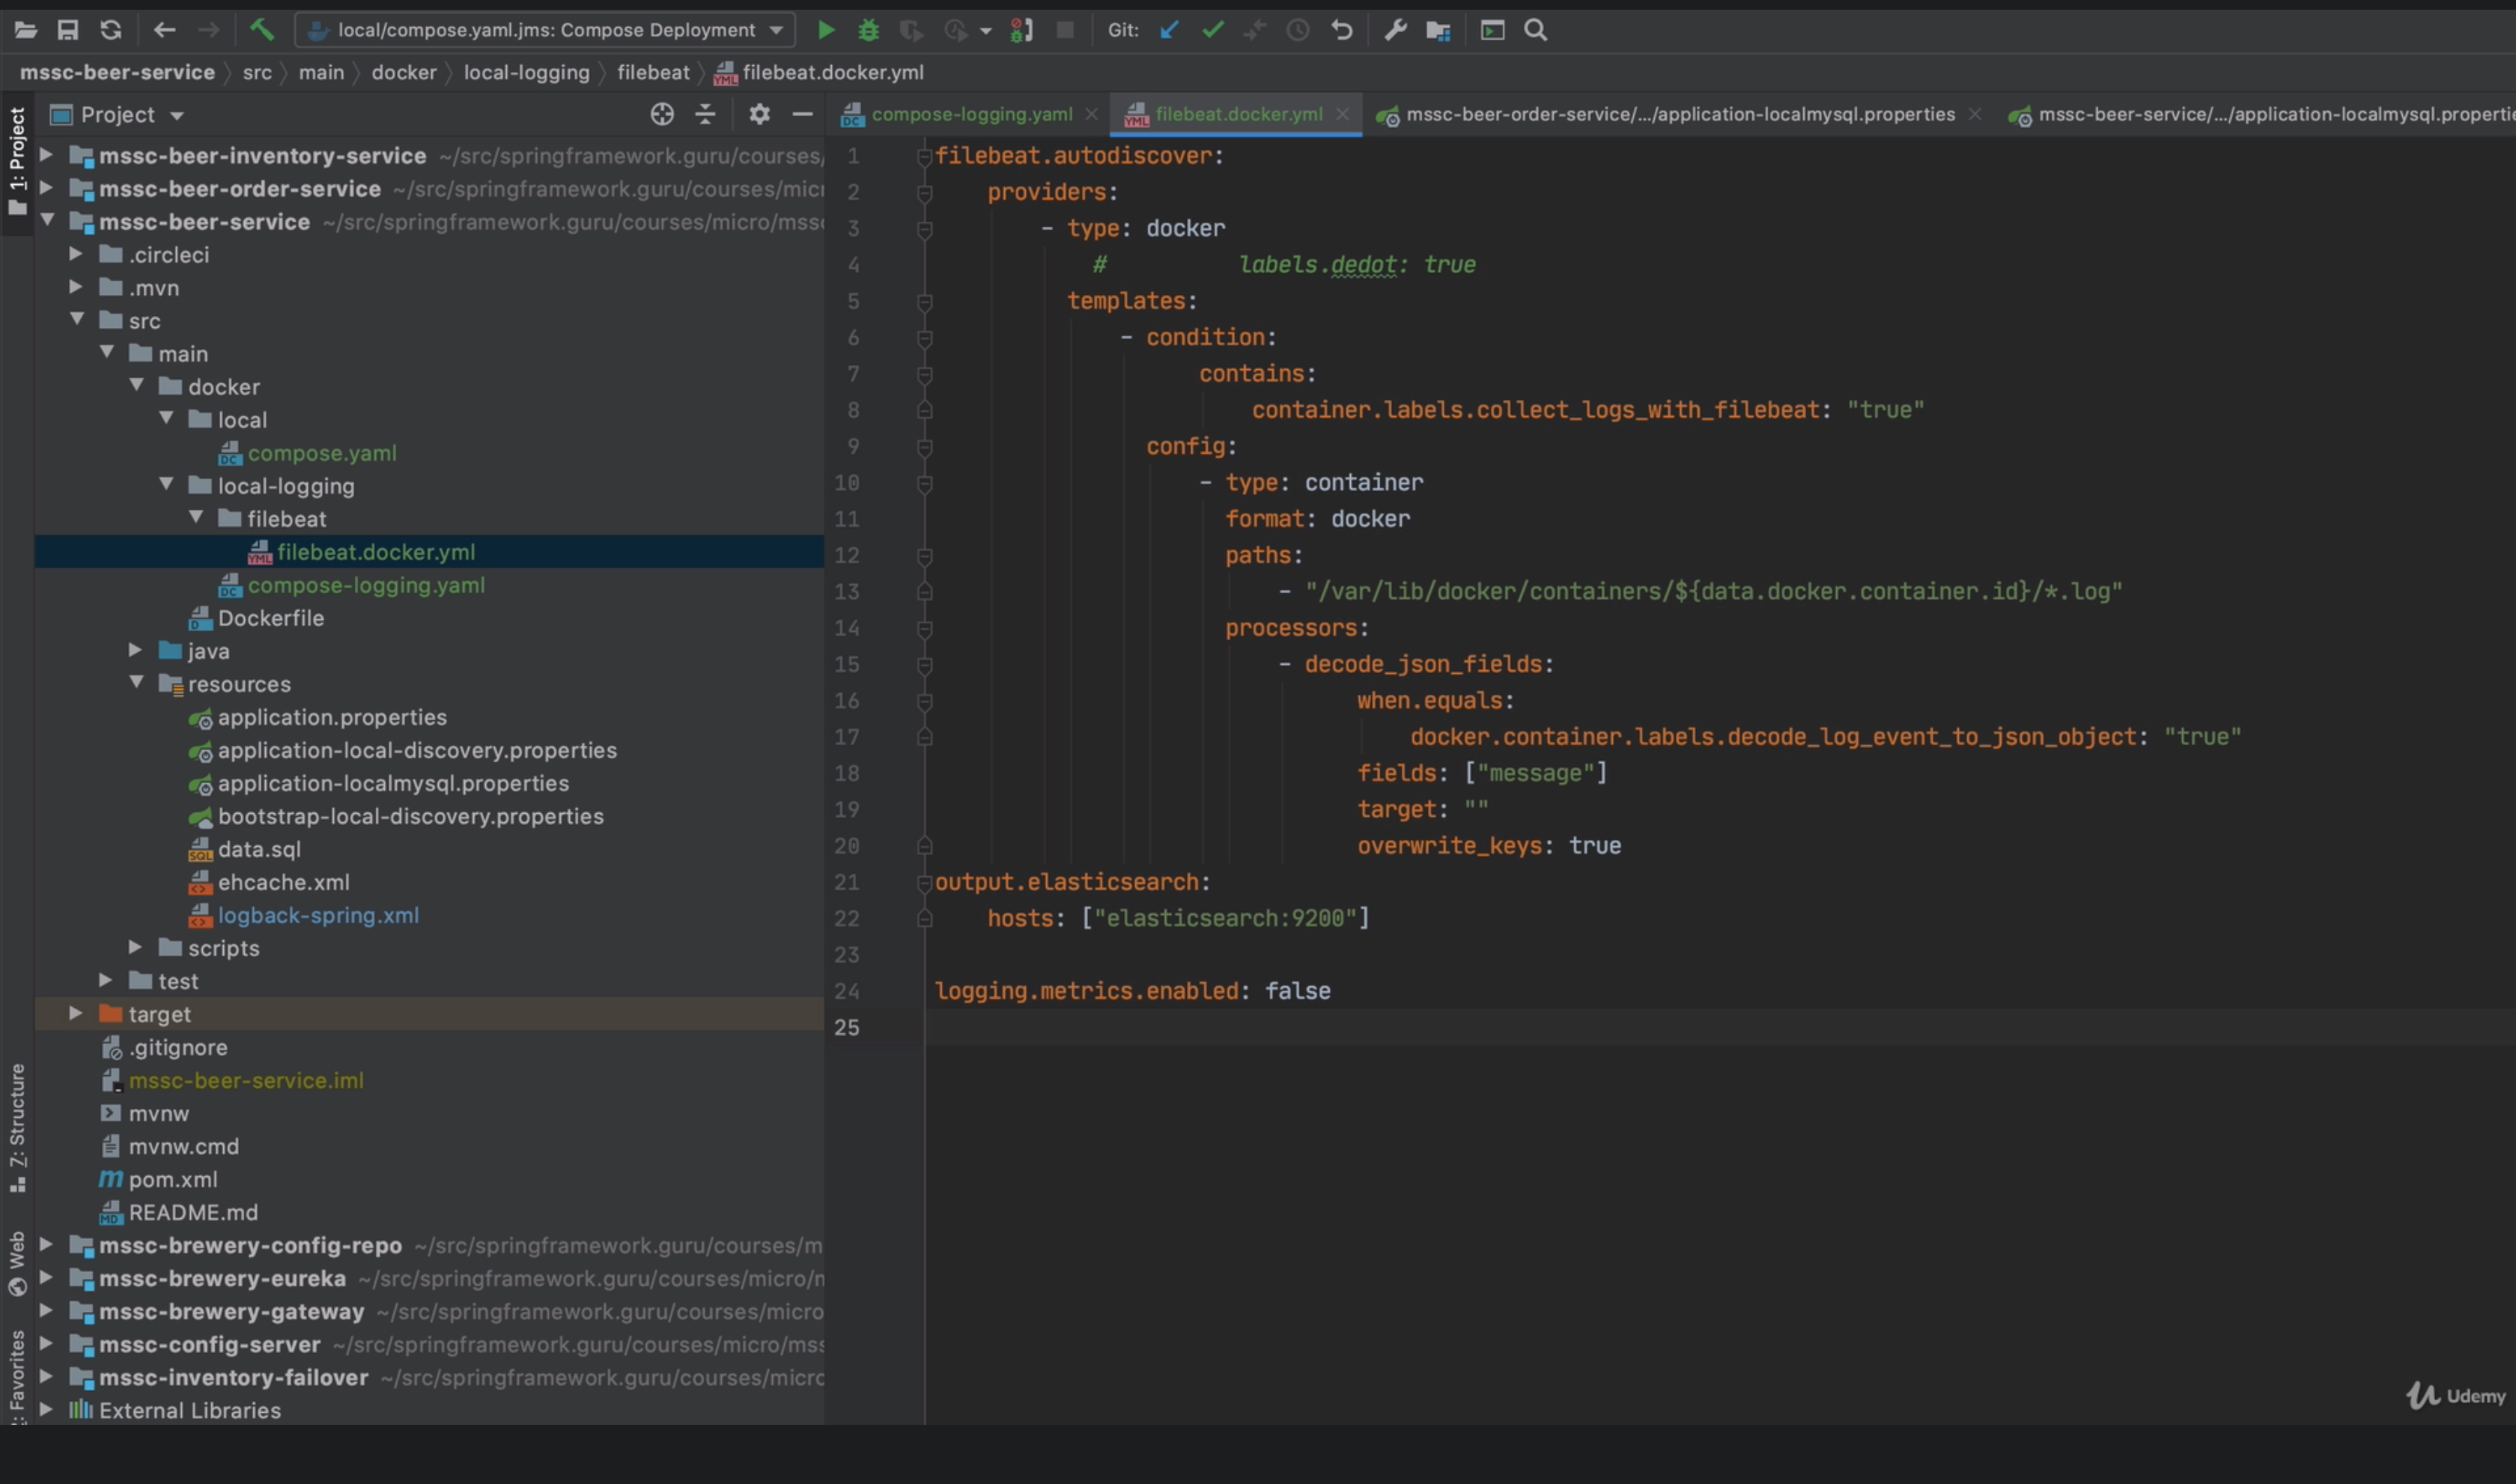 local/compose.yaml.jms: Compose Deployment Git:
mssc-beer-service src main docker local-logging filebeat filebeat.docker.yml
1: Project
Project
mssc-beer-inventory-service ~/src/springframework.guru/courses/
mssc-beer-order-service ~/src/springframework.guru/courses/micr
mssc-beer-service ~/src/springframework.guru/courses/micro/mssc
.circleci
.mvn
src
main
docker
local
compose.yaml
local-logging
filebeat
filebeat.docker.yml
compose-logging.yaml
Dockerfile
java
resources
application.properties
application-local-discovery.properties
application-localmysql.properties
bootstrap-local-discovery.properties
data.sql
ehcache.xml
logback-spring.xml
scripts
test
target
.gitignore
mssc-beer-service.iml
mvnw
mvnw.cmd
pom.xml
README.md
mssc-brewery-config-repo ~/src/springframework.guru/courses/m
mssc-brewery-eureka ~/src/springframework.guru/courses/micro/m
mssc-brewery-gateway ~/src/springframework.guru/courses/micro
mssc-config-server ~/src/springframework.guru/courses/micro/mss
mssc-inventory-failover ~/src/springframework.guru/courses/micro
External Libraries
Z: Structure
Web
Favorites
compose-logging.yaml filebeat.docker.yml mssc-beer-order-service/.../application-localmysql.properties mssc-beer-service/.../application-localmysql.propertie
1 filebeat.autodiscover:
2 providers:
3 - type: docker
4 # labels.dedot: true
5 templates:
6 - condition:
7 contains:
8 container.labels.collect_logs_with_filebeat: "true"
9 config:
10 - type: container
11 format: docker
12 paths:
13 - "/var/lib/docker/containers/${data.docker.container.id}/*.log"
14 processors:
15 - decode_json_fields:
16 when.equals:
17 docker.container.labels.decode_log_event_to_json_object: "true"
18 fields: ["message"]
19 target: ""
20 overwrite_keys: true
21 output.elasticsearch:
22 hosts: ["elasticsearch:9200"]
23
24 logging.metrics.enabled: false
25
Udemy